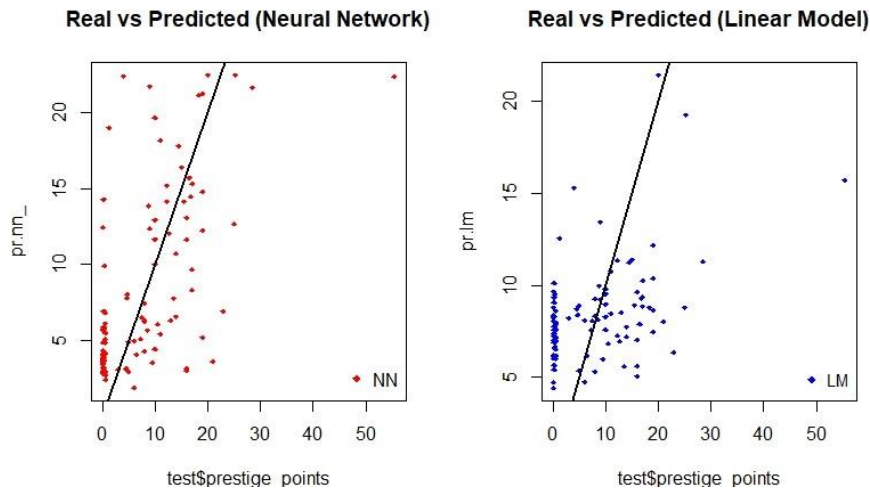 Real vs Predicted (Neural Network)
pr.nn_
20
15
10
5
0 10 20 30 40 50
test$prestige_points
NN
Real vs Predicted (Linear Model)
pr.lm
20
15
10
5
0 10 20 30 40 50
test$prestige_points
LM